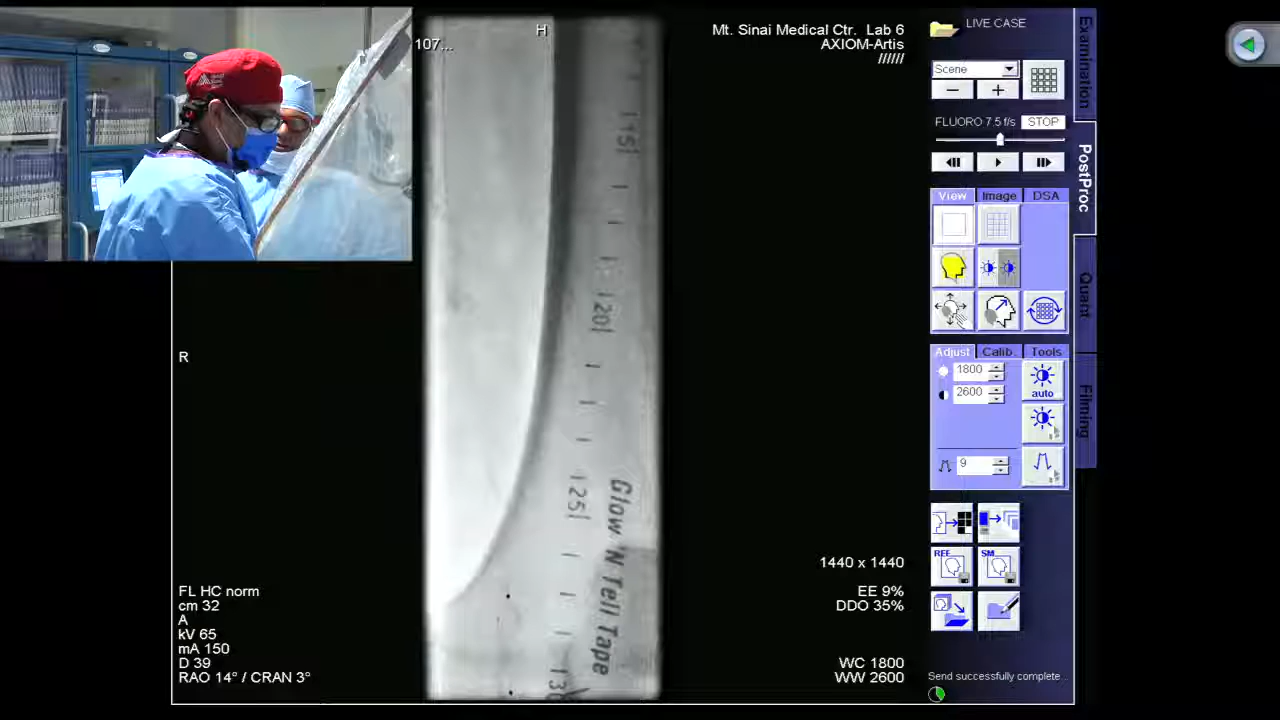 107...
H
Mt. Sinai Medical Ctr. Lab 6
AXIOM-Artis
//////
R
115
120
125
130
Glow 'N Tell Tape
FL HC norm
cm 32
A
kV 65
mA 150
D 39
RAO 14° / CRAN 3°
1440 x 1440
EE 9%
DDO 35%
WC 1800
WW 2600
LIVE CASE
Scene
− +
FLUORO 7.5 f/s STOP
View Image DSA
Adjust Calib. Tools
1800
2600
auto
9
REF SM
Send successfully complete...
Examination
PostProc
Quant
Filming